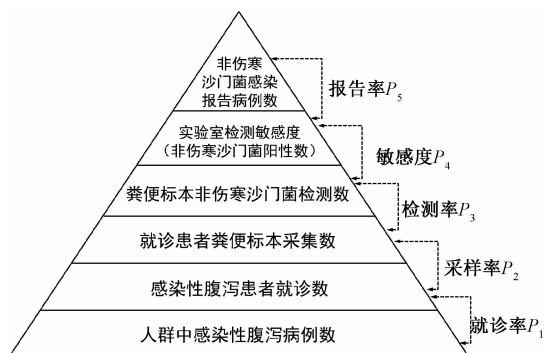 非伤寒
沙门菌感染
报告病例数
报告率P5
实验室检测敏感度
（非伤寒沙门菌阳性数）
敏感度P4
粪便标本非伤寒沙门菌检测数
检测率P3
就诊患者粪便标本采集数
采样率P2
感染性腹泻患者就诊数
就诊率P1
人群中感染性腹泻病例数